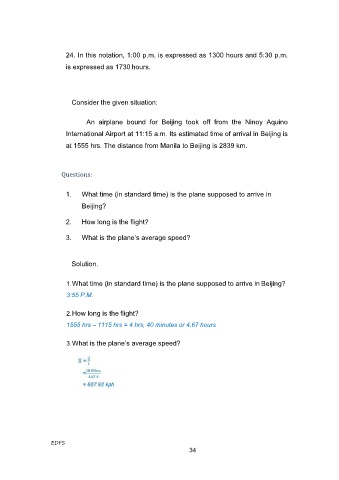 24. In this notation, 1:00 p.m. is expressed as 1300 hours and 5:30 p.m.
is expressed as 1730 hours.
Consider the given situation:
An airplane bound for Beijing took off from the Ninoy Aquino
International Airport at 11:15 a.m. Its estimated time of arrival in Beijing is
at 1555 hrs. The distance from Manila to Beijing is 2839 km.
Questions:
1. What time (in standard time) is the plane supposed to arrive in
Beijing?
2. How long is the flight?
3. What is the plane's average speed?
Solution.
1.What time (in standard time) is the plane supposed to arrive in Beijing?
3:55 P.M.
2.How long is the flight?
1555 hrs – 1115 hrs = 4 hrs, 40 minutes or 4.67 hours
3.What is the plane's average speed?
S = d/t
= 2839 km/4.67 h
= 607.92 kph
EDFS
34